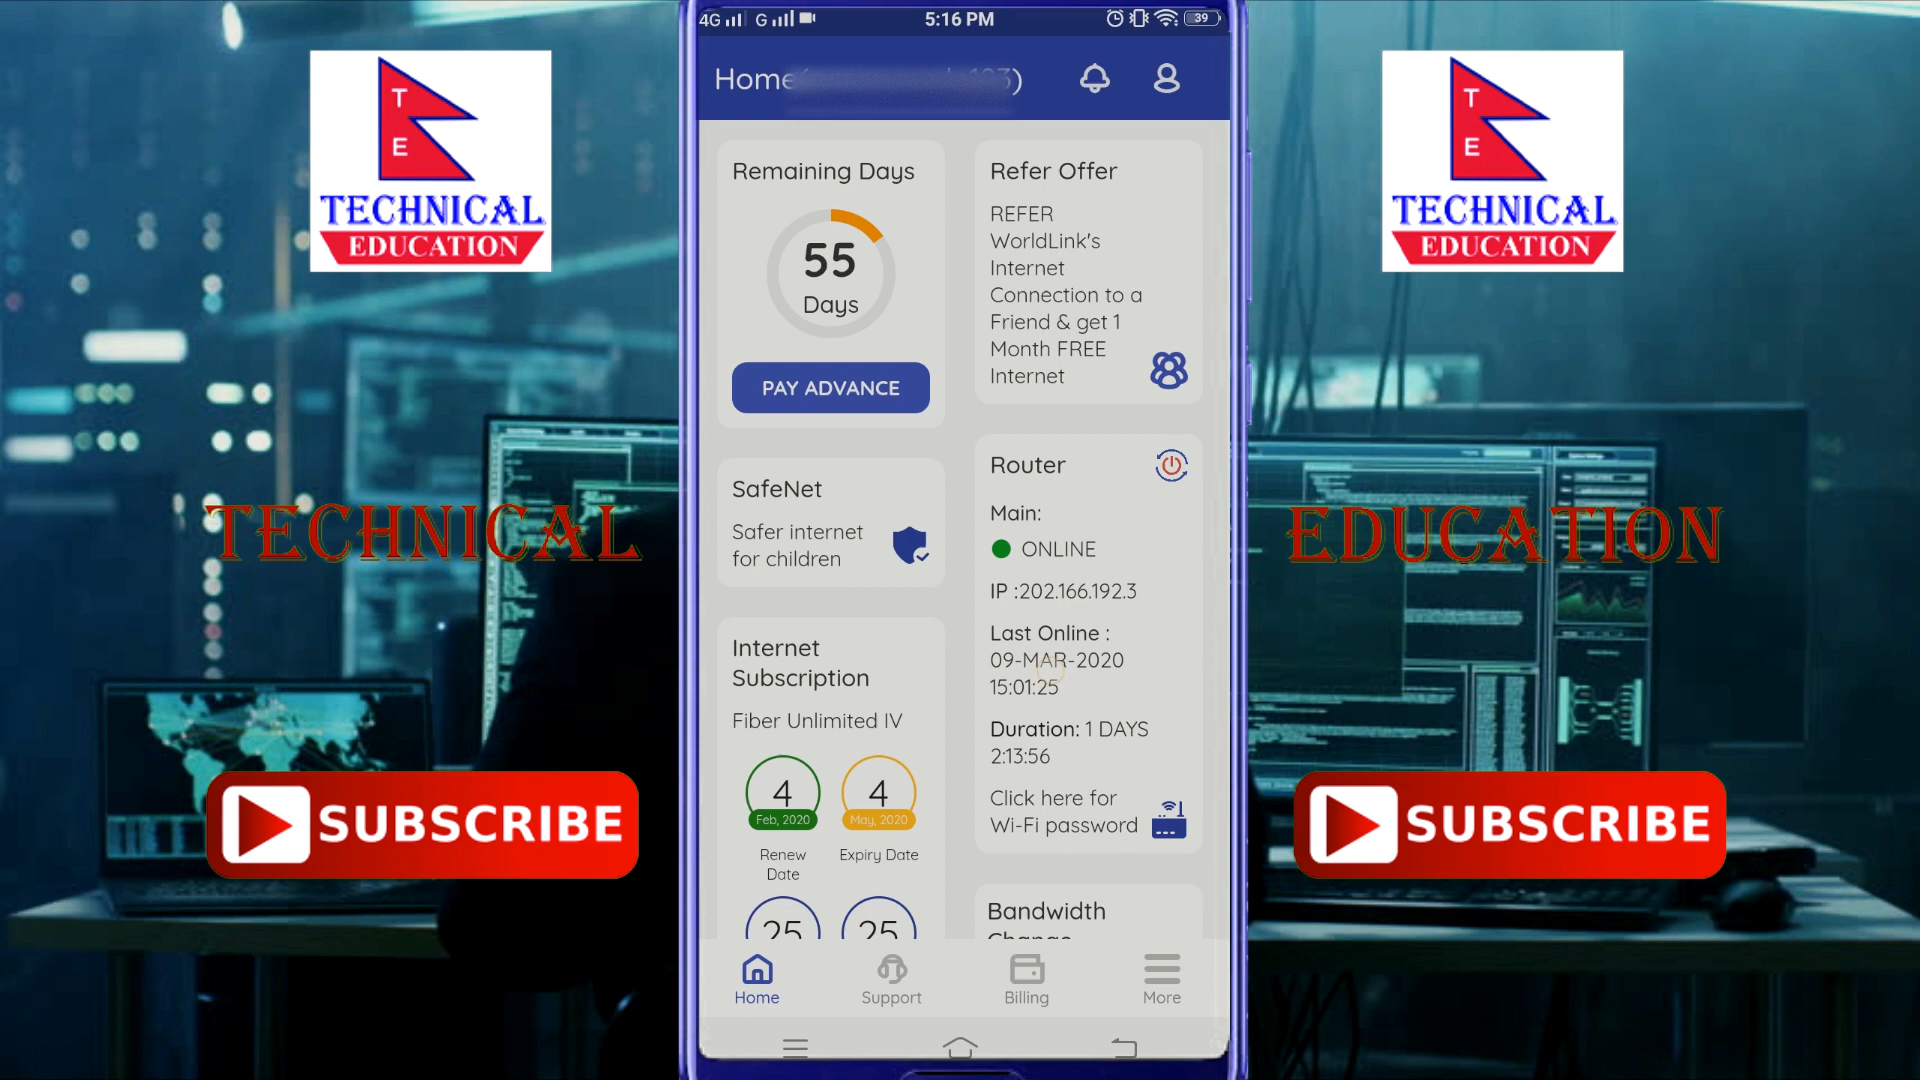 4G
G
5:16 PM
39
Home
)
T
E
TECHNICAL
EDUCATION
T
E
TECHNICAL
EDUCATION
Remaining Days
55
Days
PAY ADVANCE
Refer Offer
REFER
WorldLink's
Internet
Connection to a
Friend & get 1
Month FREE
Internet
SafeNet
Safer internet
for children
Router
Main:
ONLINE
IP :202.166.192.3
Last Online :
09-MAR-2020
15:01:25
Duration: 1 DAYS
2:13:56
Click here for
Wi-Fi password
Internet
Subscription
Fiber Unlimited IV
4
Feb, 2020
Renew
Date
4
May, 2020
Expiry Date
25
25
Bandwidth
Change
Home
Support
Billing
More
TECHNICAL
EDUCATION
SUBSCRIBE
SUBSCRIBE